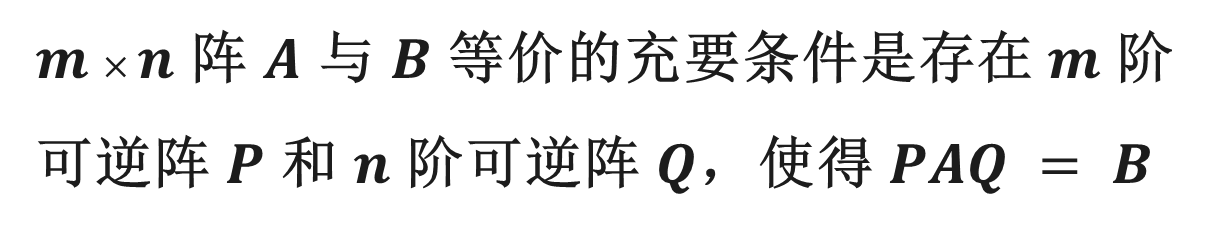 m × n 阵 A 与 B 等价的充要条件是存在 m 阶
可逆阵 P 和 n 阶可逆阵 Q，使得 PAQ = B